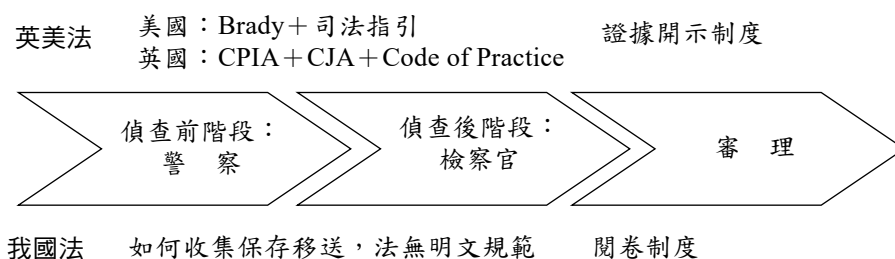 英美法
美國：Brady＋司法指引
英國：CPIA＋CJA＋Code of Practice
證據開示制度
偵查前階段：
警　察
偵查後階段：
檢察官
審　理
我國法
如何收集保存移送，法無明文規範
閱卷制度